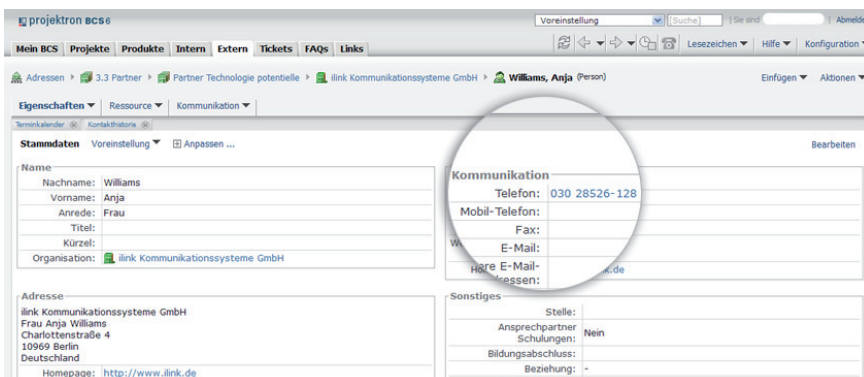 projektron BCS6
Voreinstellung [Suche] Sie sind Abmelde
Mein BCS Projekte Produkte Intern Extern Tickets FAQs Links
Lesezeichen Hilfe Konfiguration
Adressen 3.3 Partner Partner Technologie potentielle ilink Kommunikationssysteme GmbH Williams, Anja (Person)
Einfügen Aktionen
Eigenschaften Ressource Kommunikation
Terminkalender Kontakthistorie
Stammdaten Voreinstellung Anpassen ...
Bearbeiten
Name
Nachname: Williams
Vorname: Anja
Anrede: Frau
Titel:
Kürzel:
Organisation: ilink Kommunikationssysteme GmbH
Kommunikation
Telefon: 030 28526-128
Mobil-Telefon:
Fax:
E-Mail:
E-Mail-
Adresse
ilink Kommunikationssysteme GmbH
Frau Anja Williams
Charlottenstraße 4
10969 Berlin
Deutschland
Homepage: http://www.ilink.de
Sonstiges
Stelle:
Ansprechpartner
Schulungen: Nein
Bildungsabschluss:
Beziehung: -